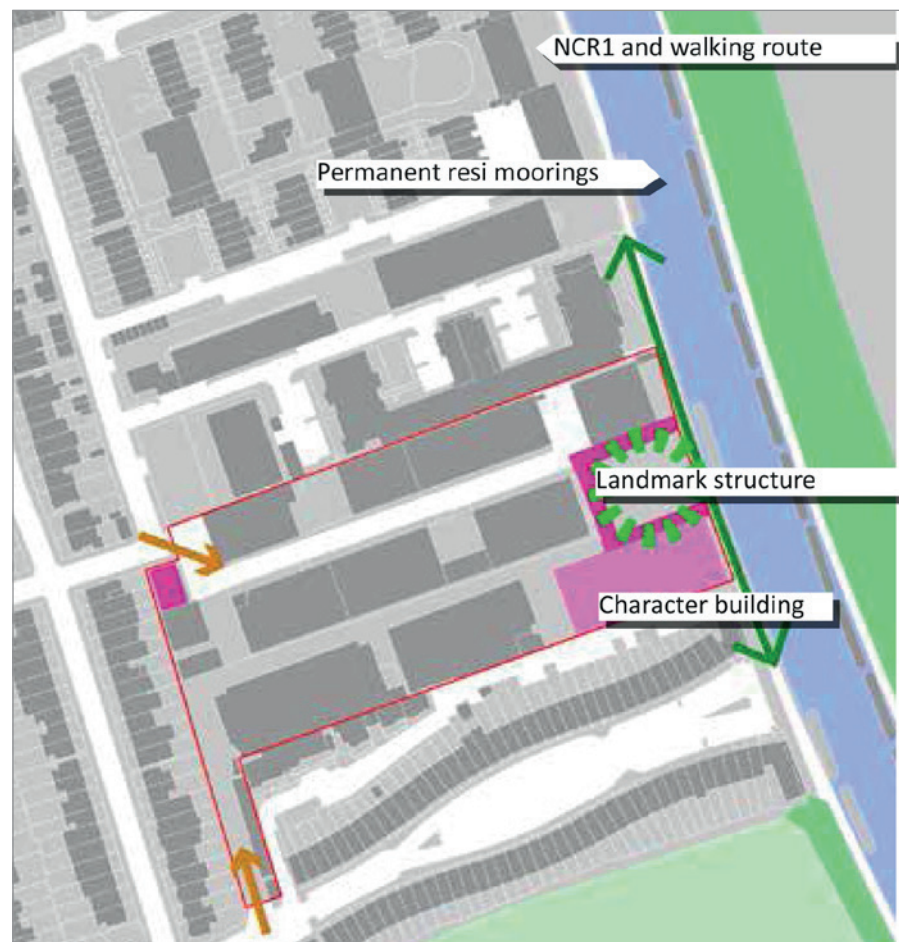 NCR1 and walking route
Permanent resi moorings
Landmark structure
Character building